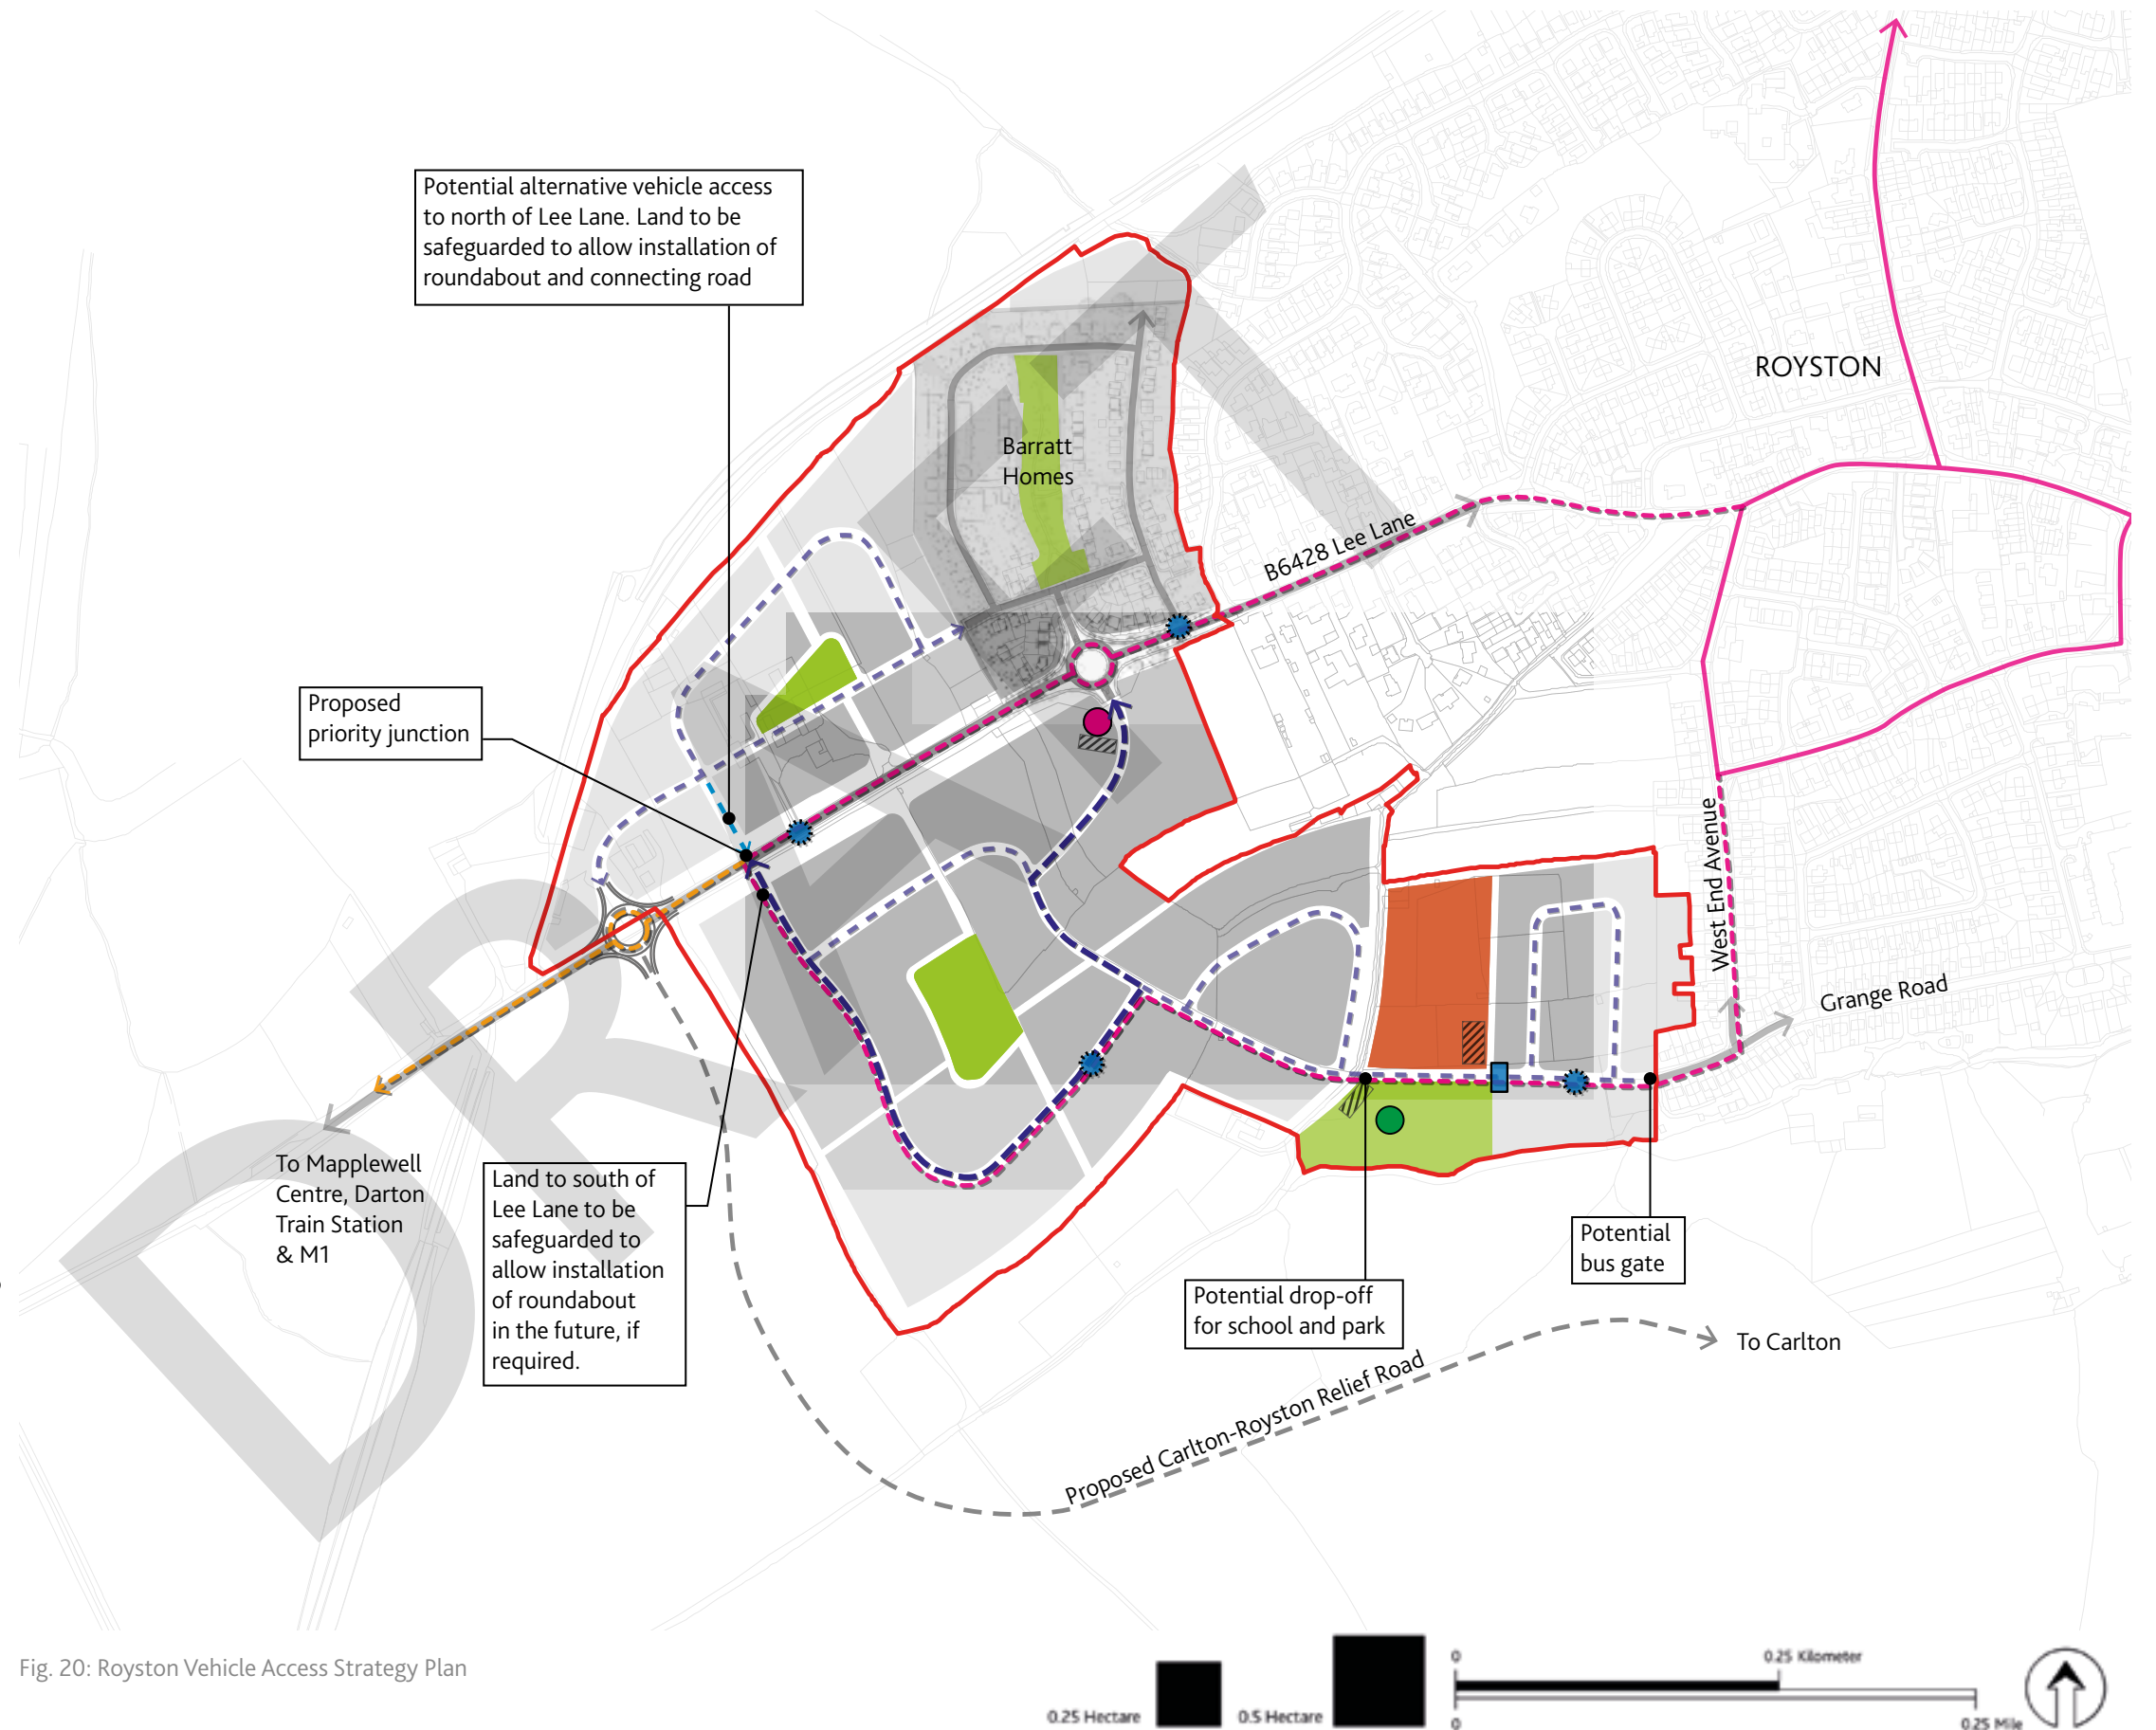 Potential alternative vehicle access
to north of Lee Lane. Land to be
safeguarded to allow installation of
roundabout and connecting road
ROYSTON
Barratt
Homes
B6428 Lee Lane
Proposed
priority junction
West End Avenue
Grange Road
To Mapplewell
Centre, Darton
Train Station
& M1
Land to south of
Lee Lane to be
safeguarded to
allow installation
of roundabout
in the future, if
required.
Potential
bus gate
Potential drop-off
for school and park
To Carlton
Proposed Carlton-Royston Relief Road
DRAFT
Fig. 20: Royston Vehicle Access Strategy Plan
0.25 Hectare
0.5 Hectare
0
0.25 Kilometer
0
0.25 Mile